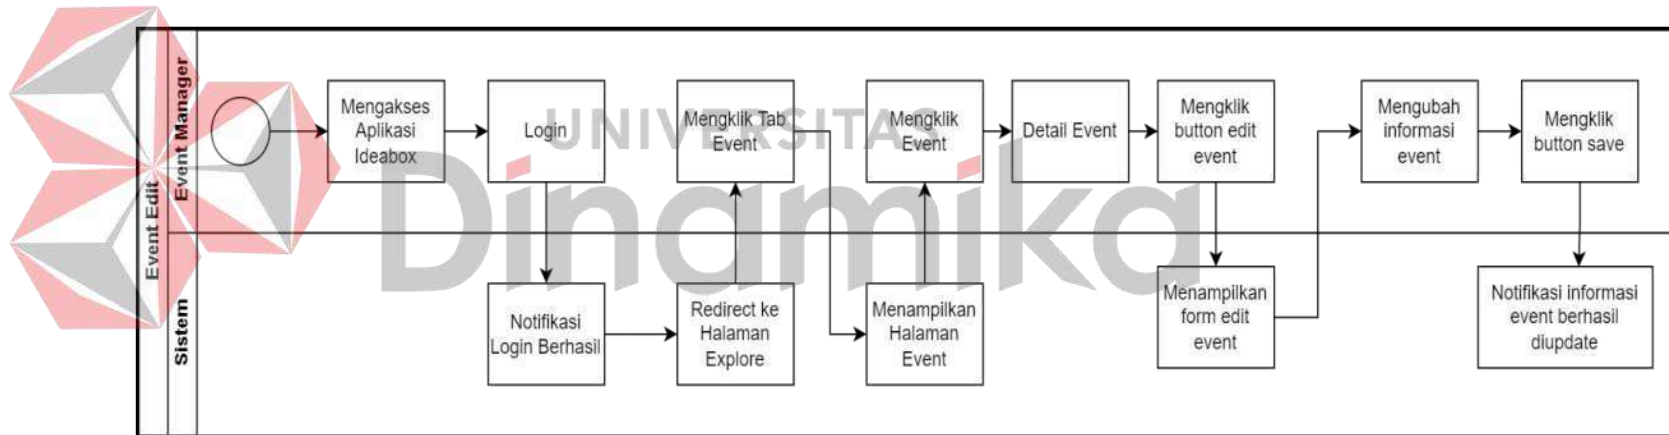 Event Edit
Event Manager
Sistem
UNIVERSITAS
Dinamika
Mengakses
Aplikasi
Ideabox
Login
Mengklik Tab
Event
Mengklik
Event
Detail Event
Mengklik
button edit
event
Mengubah
informasi
event
Mengklik
button save
Notifikasi
Login Berhasil
Redirect ke
Halaman
Explore
Menampilkan
Halaman
Event
Menampilkan
form edit
event
Notifikasi informasi
event berhasil
diupdate